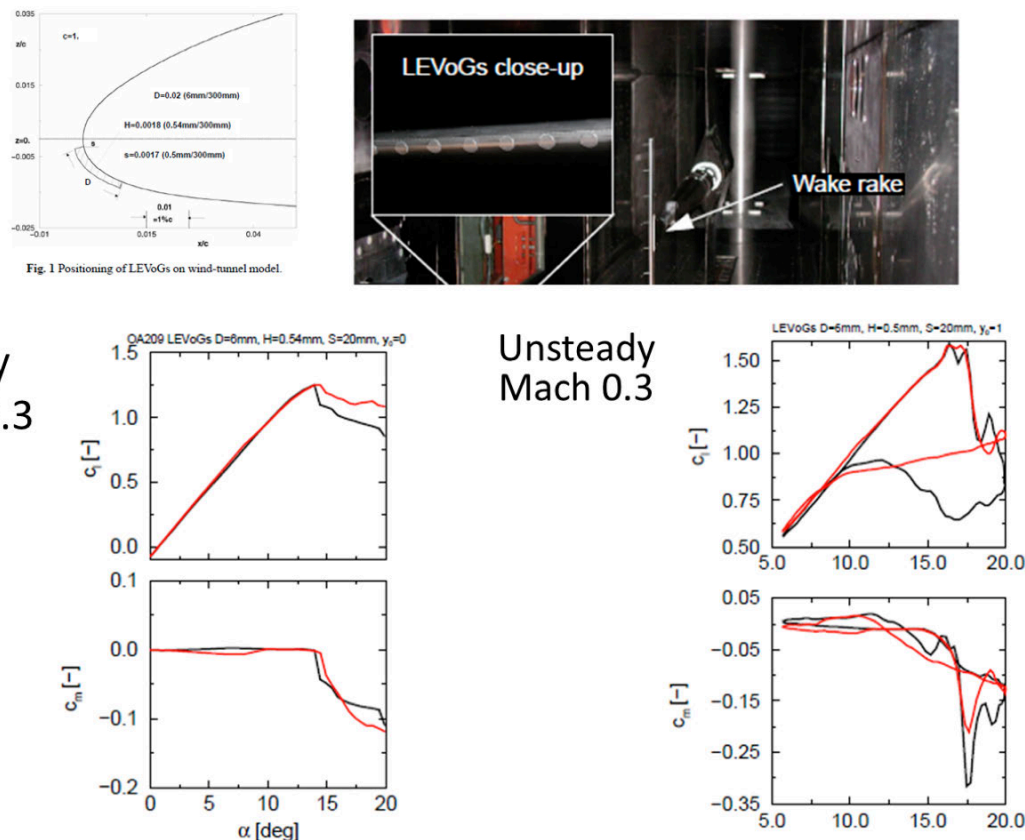 0.035
z/c
c=1.
0.015
D=0.02 (6mm/300mm)
H=0.0018 (0.54mm/300mm)
z=0.
s
-0.005
s=0.0017 (0.5mm/300mm)
D
0.01
=1%c
-0.025
-0.01
0.015
0.04
x/c
Fig. 1 Positioning of LEVoGs on wind-tunnel model.
LEVoGs close-up
Wake rake
y
.3
OA209 LEVoGs D=6mm, H=0.54mm, S=20mm, y₀=0
1.5
1.0
0.5
0.0
cₗ [−]
0.1
0.0
−0.1
−0.2
cₘ [−]
0
5
10
15
20
α [deg]
Unsteady
Mach 0.3
LEVoGs D=6mm, H=0.5mm, S=20mm, y₀=1
1.50
1.25
1.00
0.75
0.50
cₗ [−]
5.0
10.0
15.0
20.0
0.05
−0.05
−0.15
−0.25
−0.35
cₘ [−]
5.0
10.0
15.0
20.0